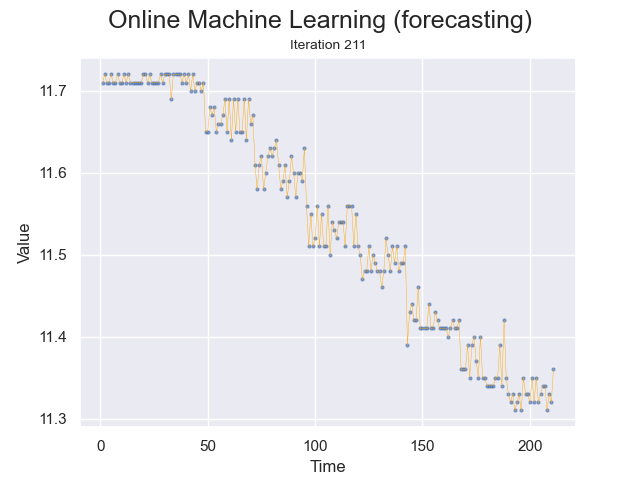 Online Machine Learning (forecasting)
Iteration 211
11.7
11.6
11.5
11.4
11.3
Value
0 50 100 150 200
Time